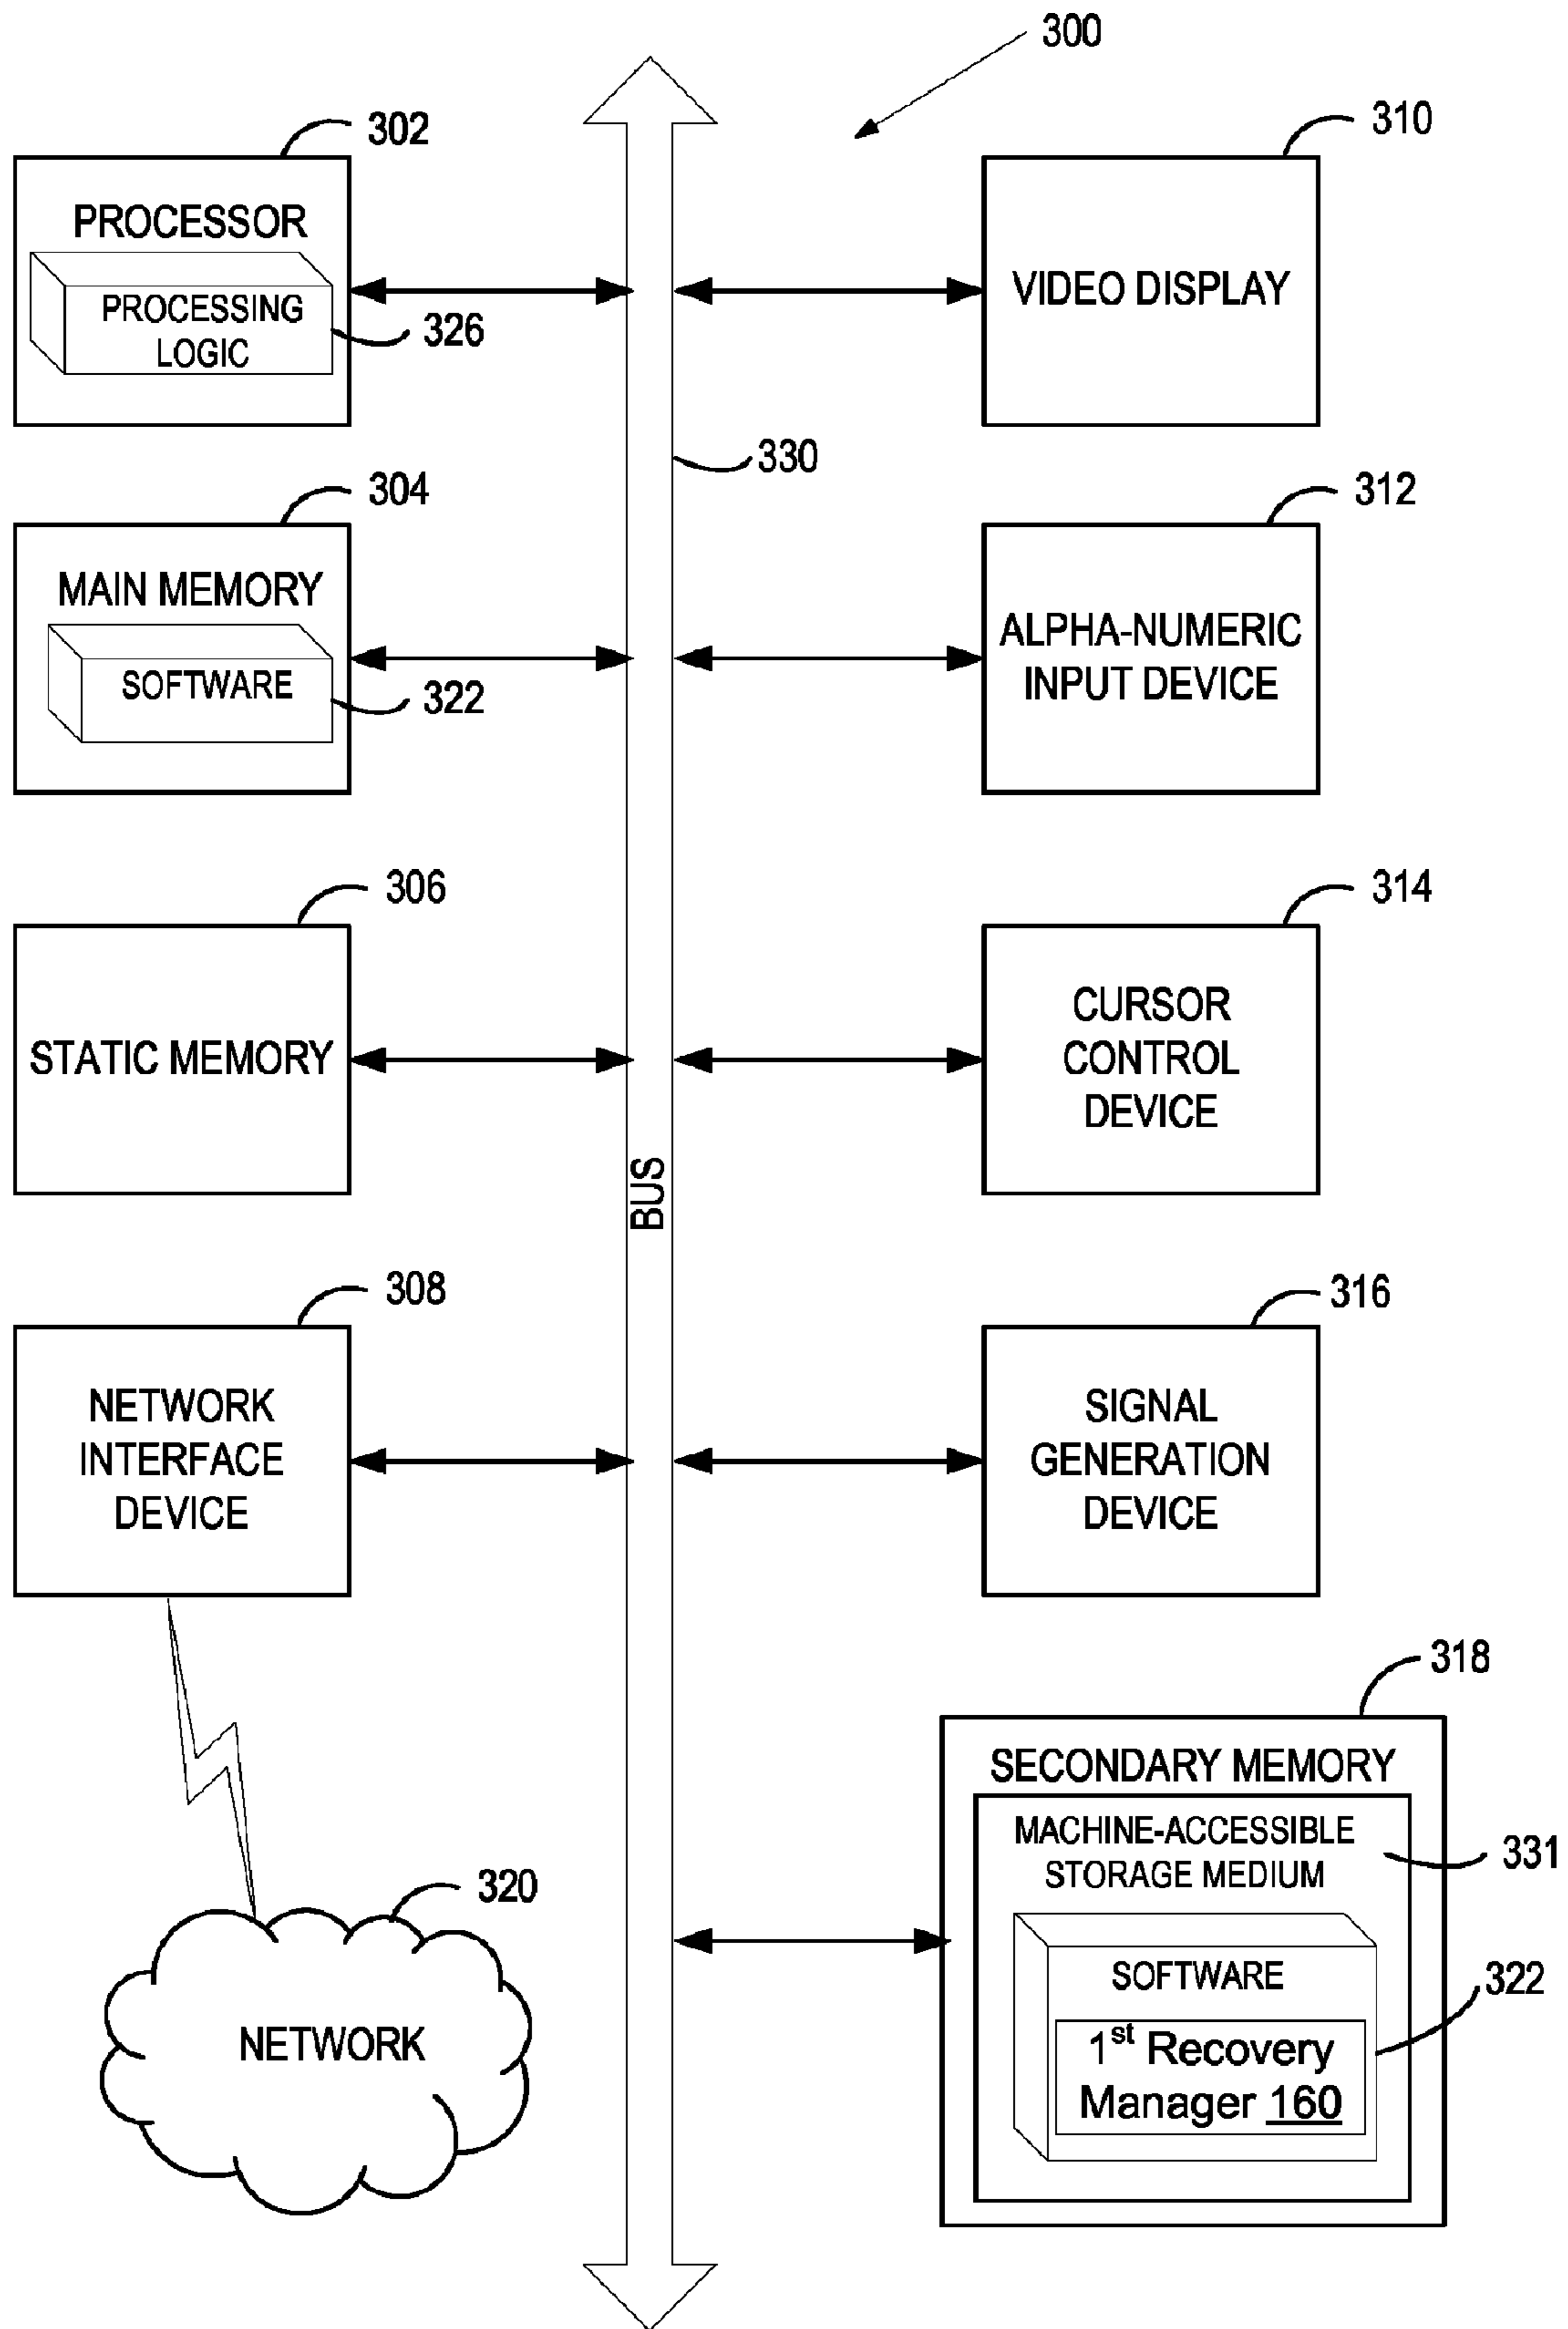 300
302
PROCESSOR
PROCESSING
LOGIC
326
310
VIDEO DISPLAY
330
304
MAIN MEMORY
SOFTWARE
322
312
ALPHA-NUMERIC
INPUT DEVICE
306
STATIC MEMORY
314
CURSOR
CONTROL
DEVICE
BUS
308
NETWORK
INTERFACE
DEVICE
316
SIGNAL
GENERATION
DEVICE
320
NETWORK
318
SECONDARY MEMORY
MACHINE-ACCESSIBLE
STORAGE MEDIUM
331
SOFTWARE
322
1st Recovery
Manager 160